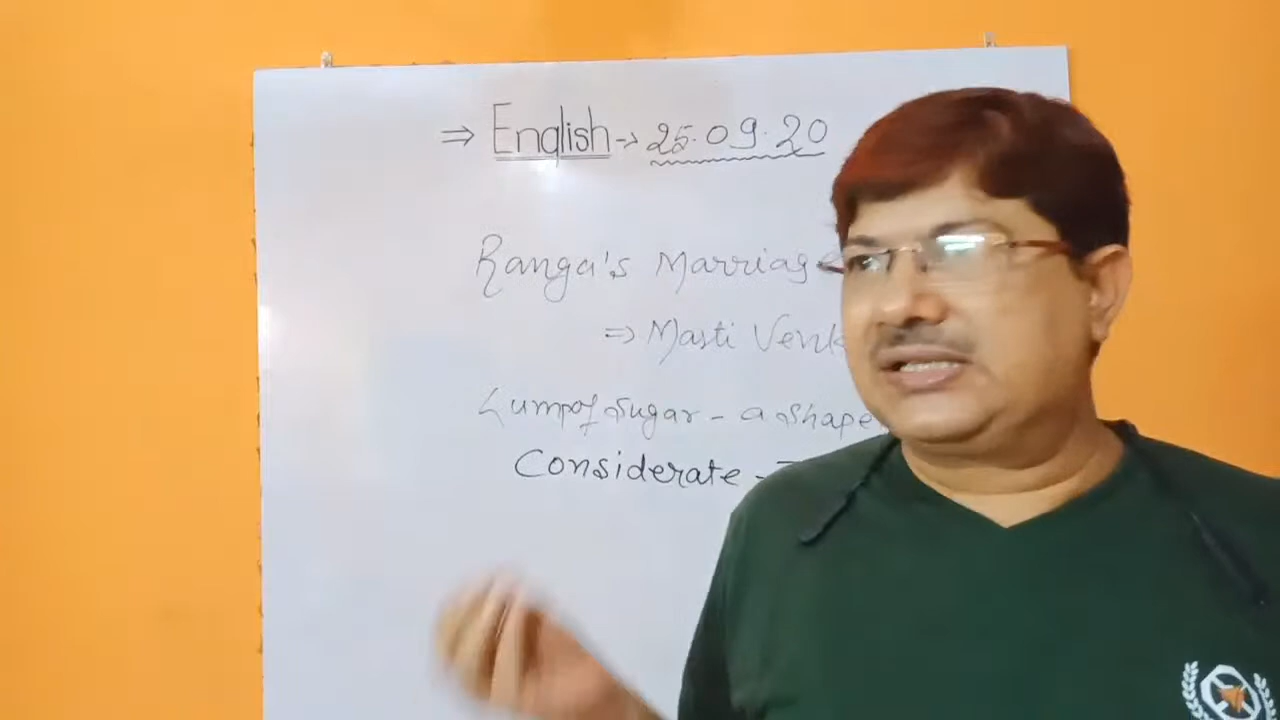 ⇒ English → 25.09.20
Ranga's Marriage
⇒ Masti Venk
Lump of Sugar - a shape
Considerate -